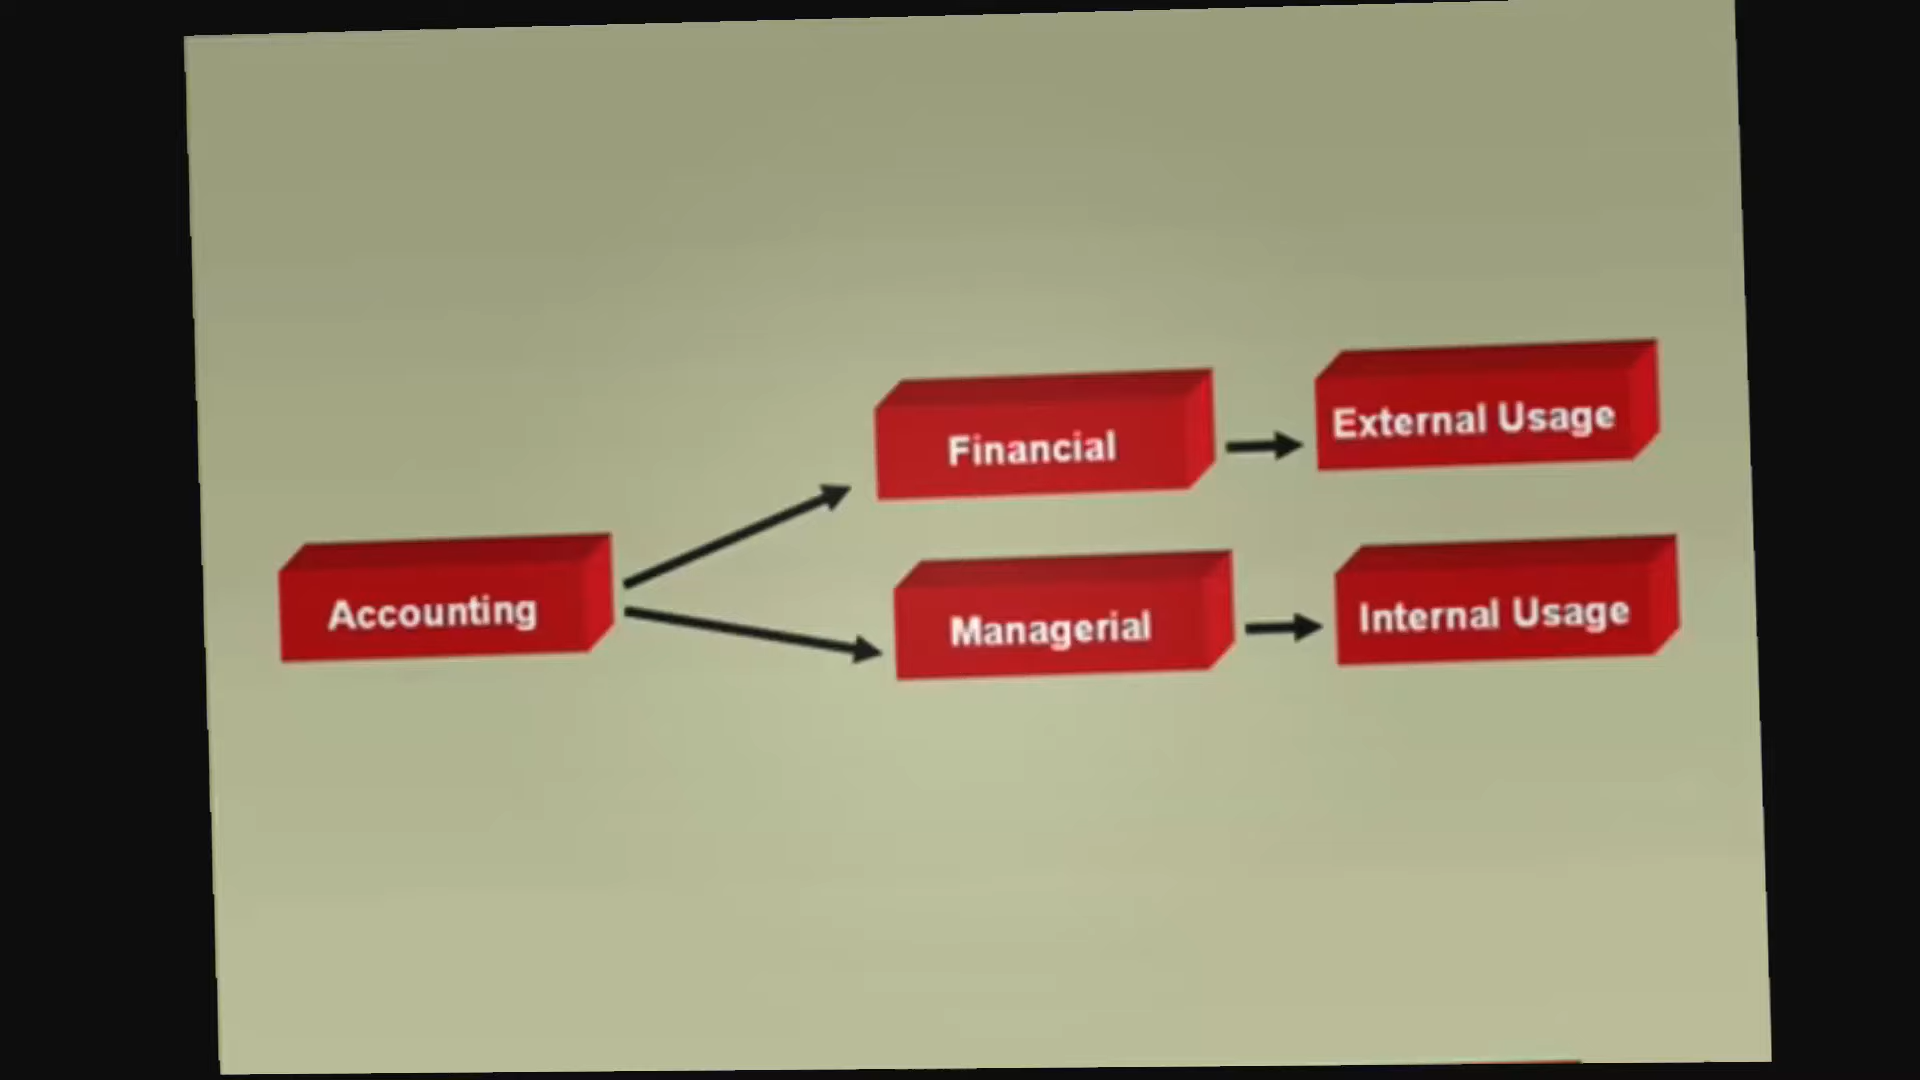 Accounting
Financial
External Usage
Managerial
Internal Usage